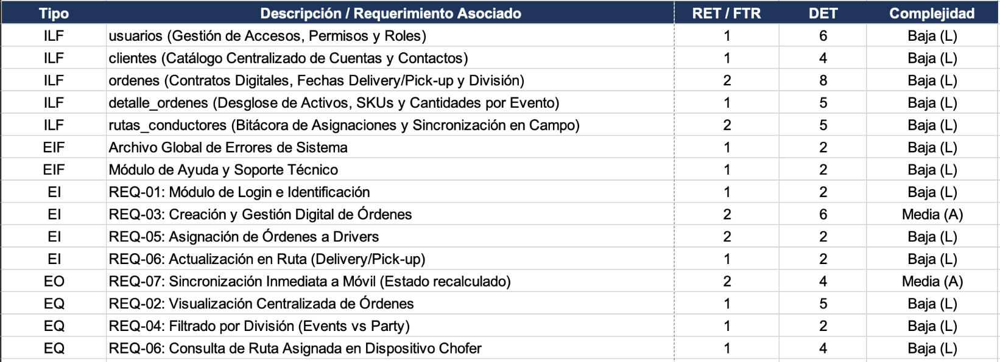 Tipo Descripción / Requerimiento Asociado RET / FTR DET Complejidad
ILF usuarios (Gestión de Accesos, Permisos y Roles) 1 6 Baja (L)
ILF clientes (Catálogo Centralizado de Cuentas y Contactos) 1 4 Baja (L)
ILF ordenes (Contratos Digitales, Fechas Delivery/Pick-up y División) 2 8 Baja (L)
ILF detalle_ordenes (Desglose de Activos, SKUs y Cantidades por Evento) 1 5 Baja (L)
ILF rutas_conductores (Bitácora de Asignaciones y Sincronización en Campo) 2 5 Baja (L)
EIF Archivo Global de Errores de Sistema 1 2 Baja (L)
EIF Módulo de Ayuda y Soporte Técnico 1 2 Baja (L)
EI REQ-01: Módulo de Login e Identificación 1 2 Baja (L)
EI REQ-03: Creación y Gestión Digital de Órdenes 2 6 Media (A)
EI REQ-05: Asignación de Órdenes a Drivers 2 2 Baja (L)
EI REQ-06: Actualización en Ruta (Delivery/Pick-up) 1 2 Baja (L)
EO REQ-07: Sincronización Inmediata a Móvil (Estado recalculado) 2 4 Media (A)
EQ REQ-02: Visualización Centralizada de Órdenes 1 5 Baja (L)
EQ REQ-04: Filtrado por División (Events vs Party) 1 2 Baja (L)
EQ REQ-06: Consulta de Ruta Asignada en Dispositivo Chofer 1 4 Baja (L)